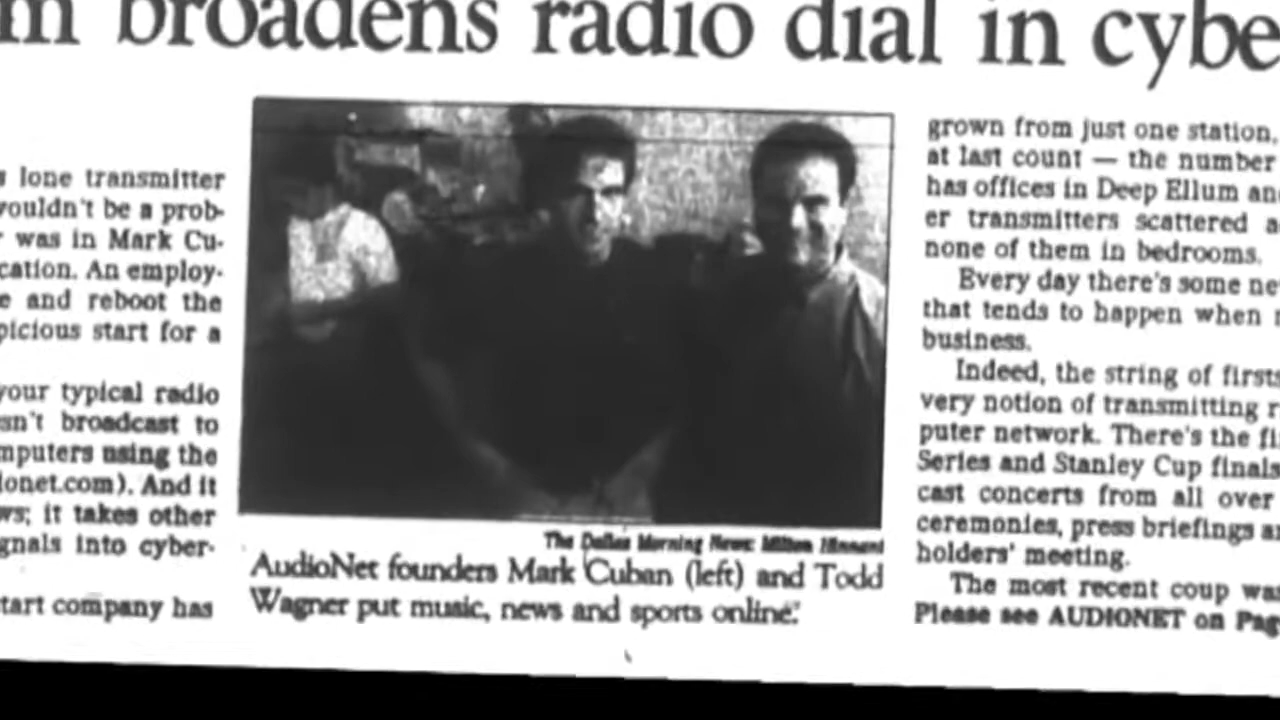 m broadens radio dial in cybe
s lone transmitter
wouldn't be a prob-
r was in Mark Cu-
cation. An employ-
e and reboot the
picious start for a
your typical radio
sn't broadcast to
mputers using the
ionet.com). And it
ws; it takes other
gnals into cyber-
tart company has
The Dallas Morning News: Milton Hinnant
AudioNet founders Mark Cuban (left) and Todd
Wagner put music, news and sports online.
grown from just one station,
at last count — the number
has offices in Deep Ellum and
er transmitters scattered a
none of them in bedrooms.
Every day there's some ne
that tends to happen when
business.
Indeed, the string of firsts
very notion of transmitting r
puter network. There's the fi
Series and Stanley Cup finals
cast concerts from all over
ceremonies, press briefings a
holders' meeting.
The most recent coup was
Please see AUDIONET on Pag